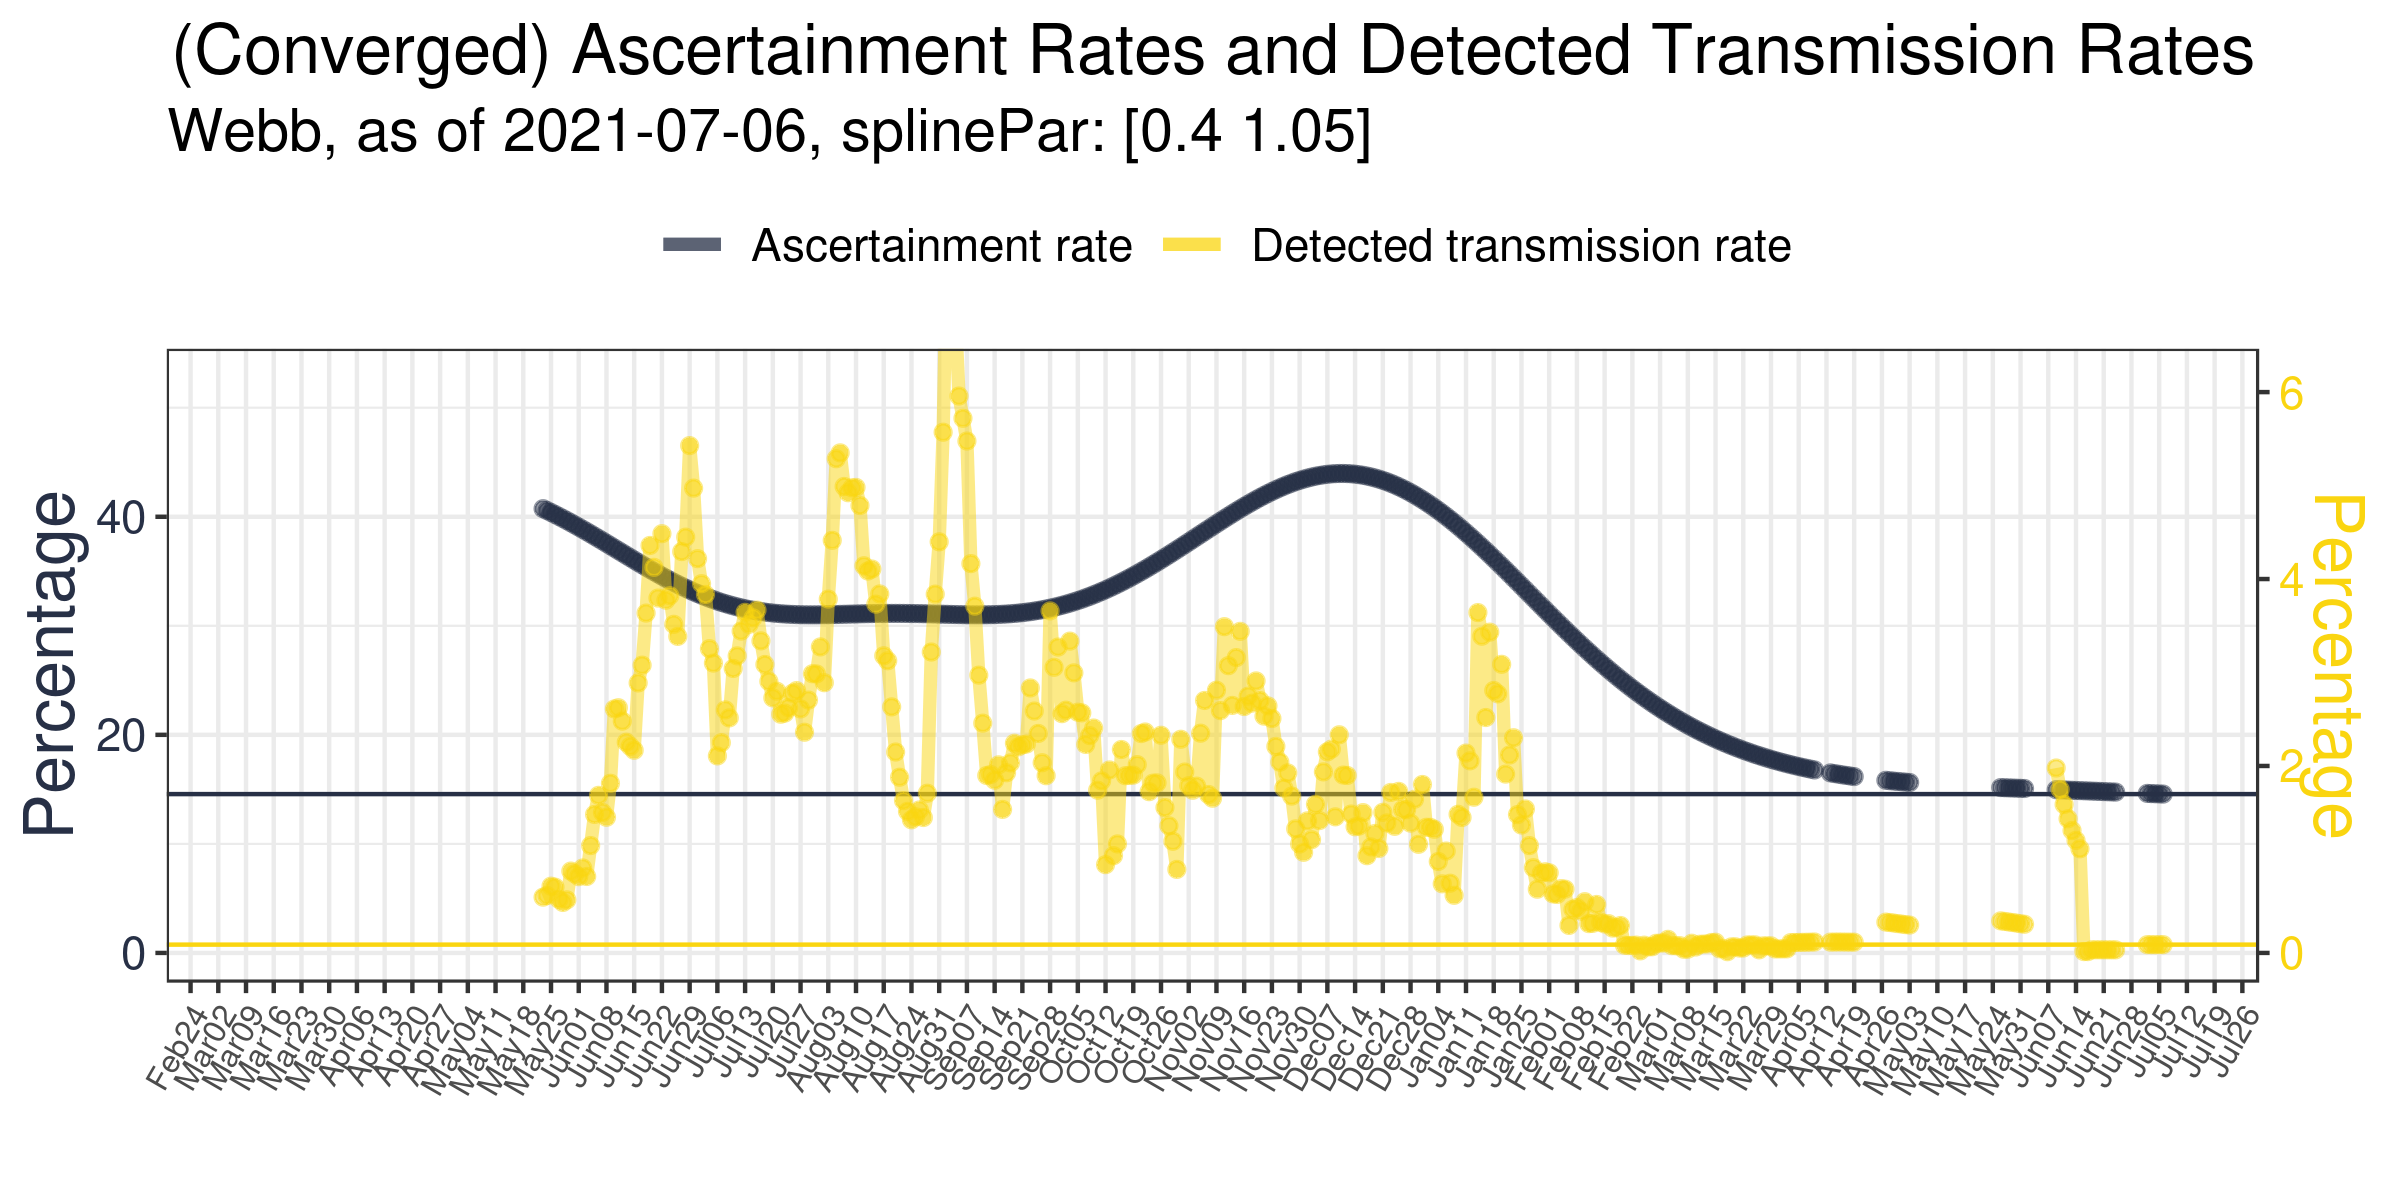 (Converged) Ascertainment Rates and Detected Transmission Rates
Webb, as of 2021-07-06, splinePar: [0.4 1.05]
Ascertainment rate
Detected transmission rate
Percentage
40
20
0
6
4
2
0
Percentage
Feb24
Mar02
Mar09
Mar16
Mar23
Mar30
Apr06
Apr13
Apr20
Apr27
May04
May11
May18
May25
Jun01
Jun08
Jun15
Jun22
Jun29
Jul06
Jul13
Jul20
Jul27
Aug03
Aug10
Aug17
Aug24
Aug31
Sep07
Sep14
Sep21
Sep28
Oct05
Oct12
Oct19
Oct26
Nov02
Nov09
Nov16
Nov23
Nov30
Dec07
Dec14
Dec21
Dec28
Jan04
Jan11
Jan18
Jan25
Feb01
Feb08
Feb15
Feb22
Mar01
Mar08
Mar15
Mar22
Mar29
Apr05
Apr12
Apr19
Apr26
May03
May10
May17
May24
May31
Jun07
Jun14
Jun21
Jun28
Jul05
Jul12
Jul19
Jul26